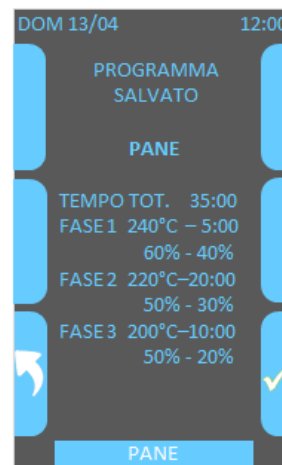 DOM 13/04 12:00
PROGRAMMA
SALVATO
PANE
TEMPO TOT. 35:00
FASE 1 240°C – 5:00
60% - 40%
FASE 2 220°C–20:00
50% - 30%
FASE 3 200°C–10:00
50% - 20%
PANE